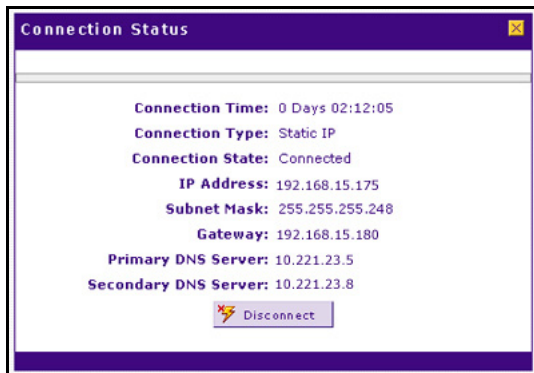 Connection Status
Connection Time: 0 Days 02:12:05
Connection Type: Static IP
Connection State: Connected
IP Address: 192.168.15.175
Subnet Mask: 255.255.255.248
Gateway: 192.168.15.180
Primary DNS Server: 10.221.23.5
Secondary DNS Server: 10.221.23.8
Disconnect